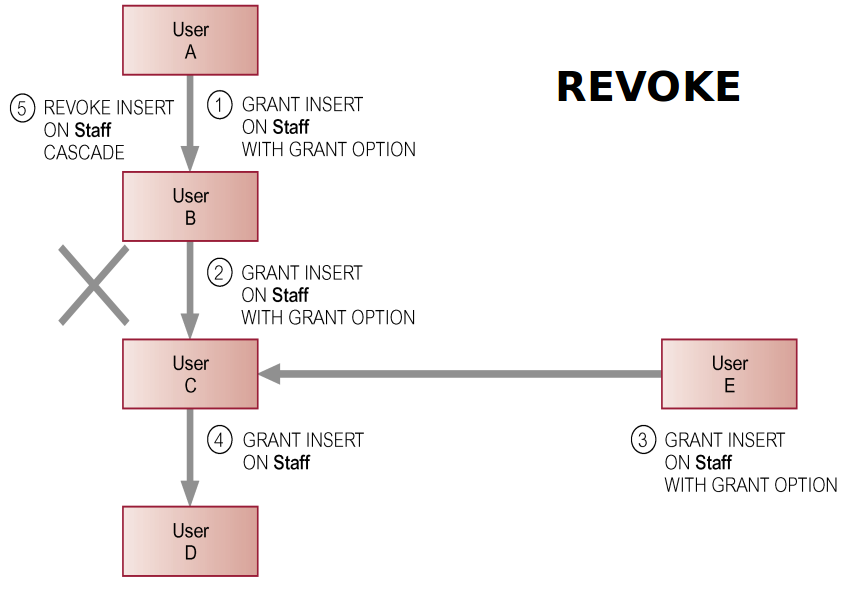 User
A
REVOKE
5 REVOKE INSERT
ON Staff
CASCADE
1 GRANT INSERT
ON Staff
WITH GRANT OPTION
User
B
2 GRANT INSERT
ON Staff
WITH GRANT OPTION
User
C
User
E
4 GRANT INSERT
ON Staff
3 GRANT INSERT
ON Staff
WITH GRANT OPTION
User
D